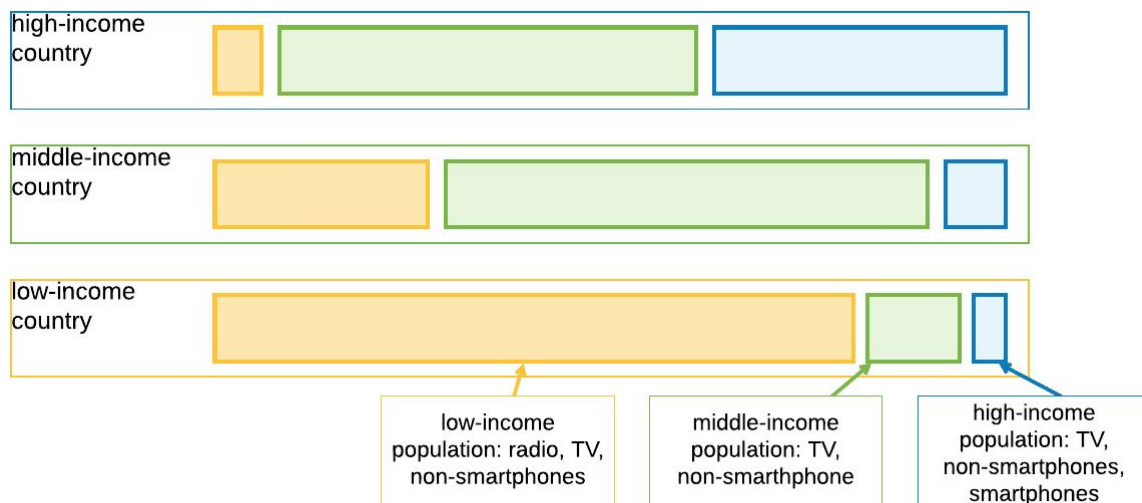 high-income
country
middle-income
country
low-income
country
low-income
population: radio, TV,
non-smartphones
middle-income
population: TV,
non-smarthphone
high-income
population: TV,
non-smartphones,
smartphones